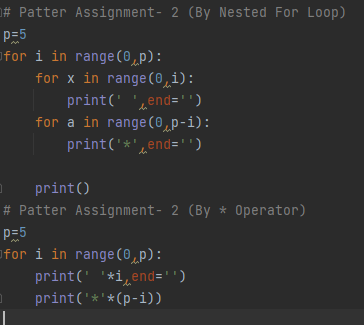 # Patter Assignment- 2 (By Nested For Loop)
p=5
for i in range(0,p):
    for x in range(0,i):
        print(' ',end='')
    for a in range(0,p-i):
        print('*',end='')

    print()
# Patter Assignment- 2 (By * Operator)
p=5
for i in range(0,p):
    print(' '*i,end='')
    print('*'*(p-i))